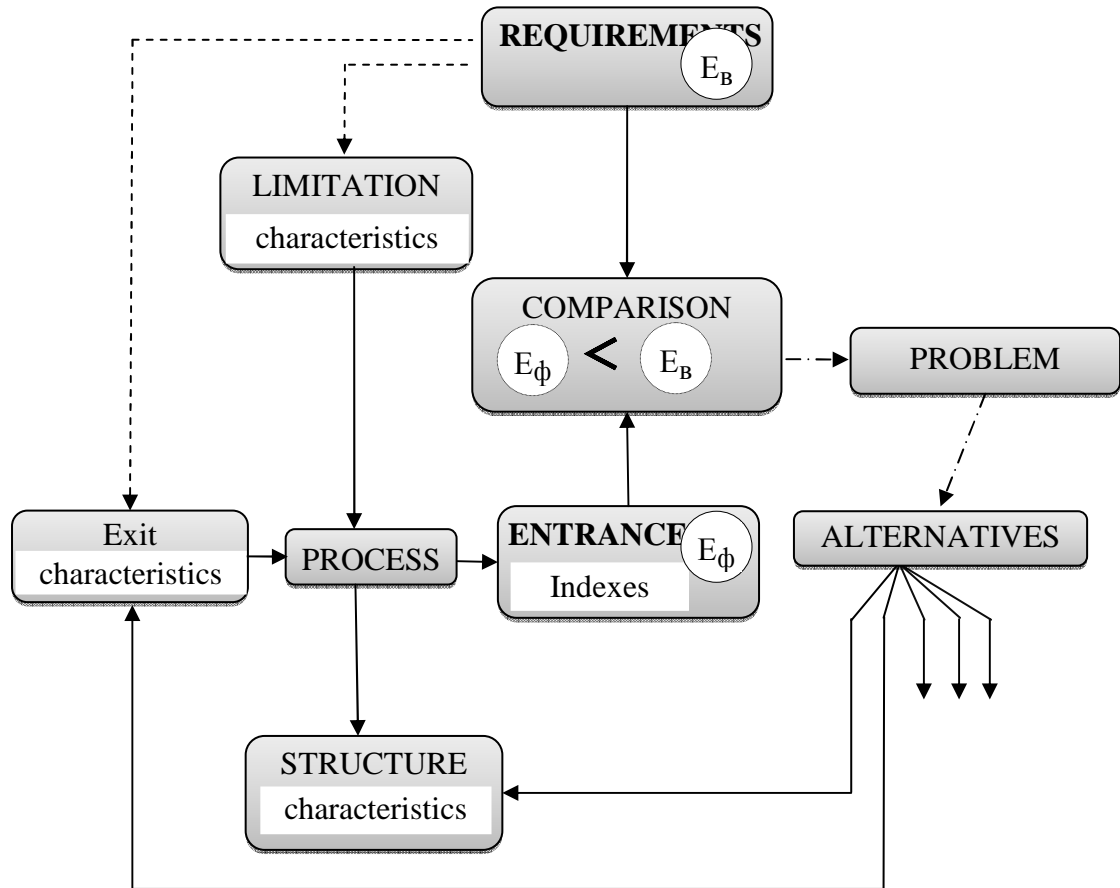 REQUIREMENTS
Eв
LIMITATION
characteristics
COMPARISON
Eф < Eв
PROBLEM
Exit
characteristics
PROCESS
ENTRANCE
Eф
Indexes
ALTERNATIVES
STRUCTURE
characteristics